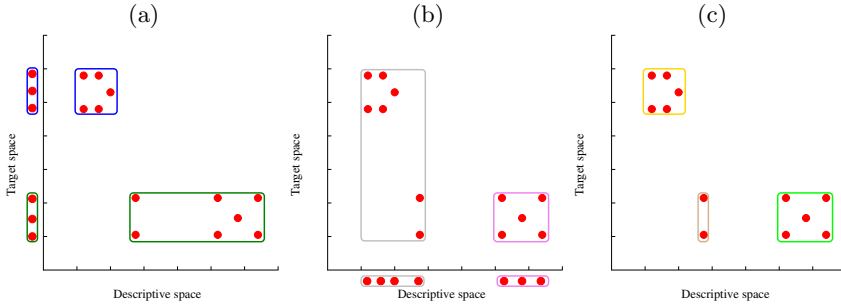 (a) (b) (c)
Target space Target space Target space
Descriptive space Descriptive space Descriptive space